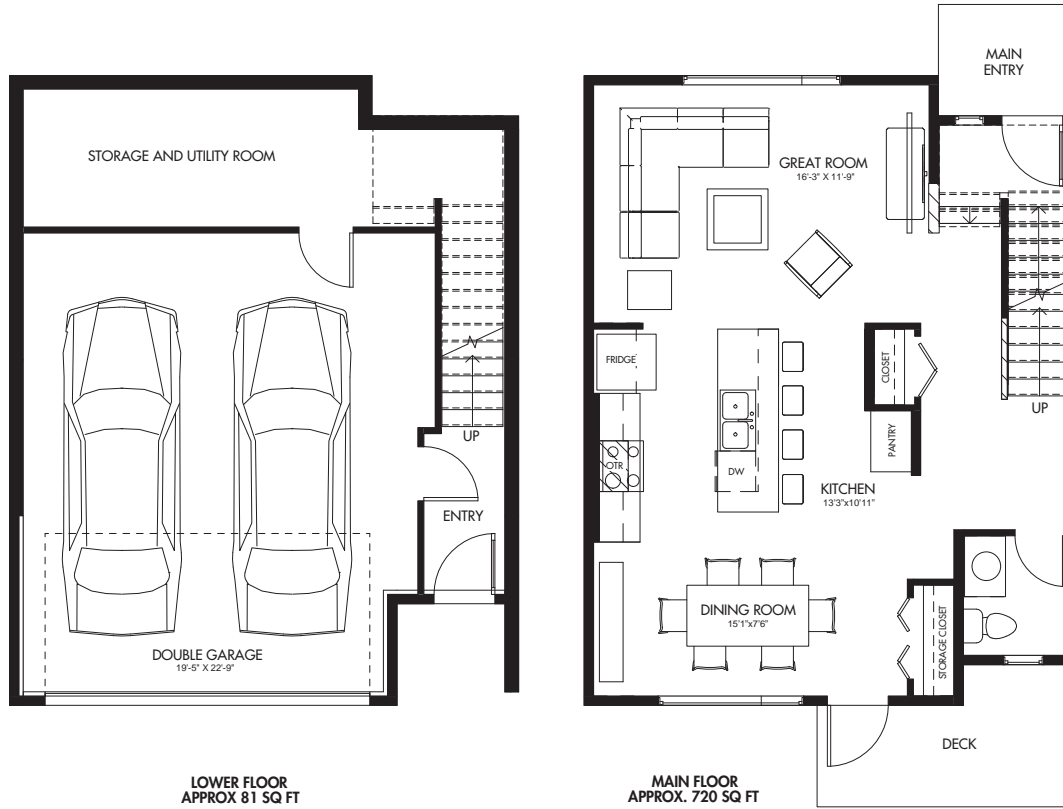 STORAGE AND UTILITY ROOM
UP
ENTRY
DOUBLE GARAGE
19'-5" X 22'-9"
LOWER FLOOR
APPROX 81 SQ FT
MAIN
ENTRY
GREAT ROOM
16'-3" X 11'-9"
FRIDGE
CLOSET
UP
PANTRY
OTR
DW
KITCHEN
13'3"x10'11"
DINING ROOM
15'1"x7'6"
STORAGE CLOSET
DECK
MAIN FLOOR
APPROX. 720 SQ FT